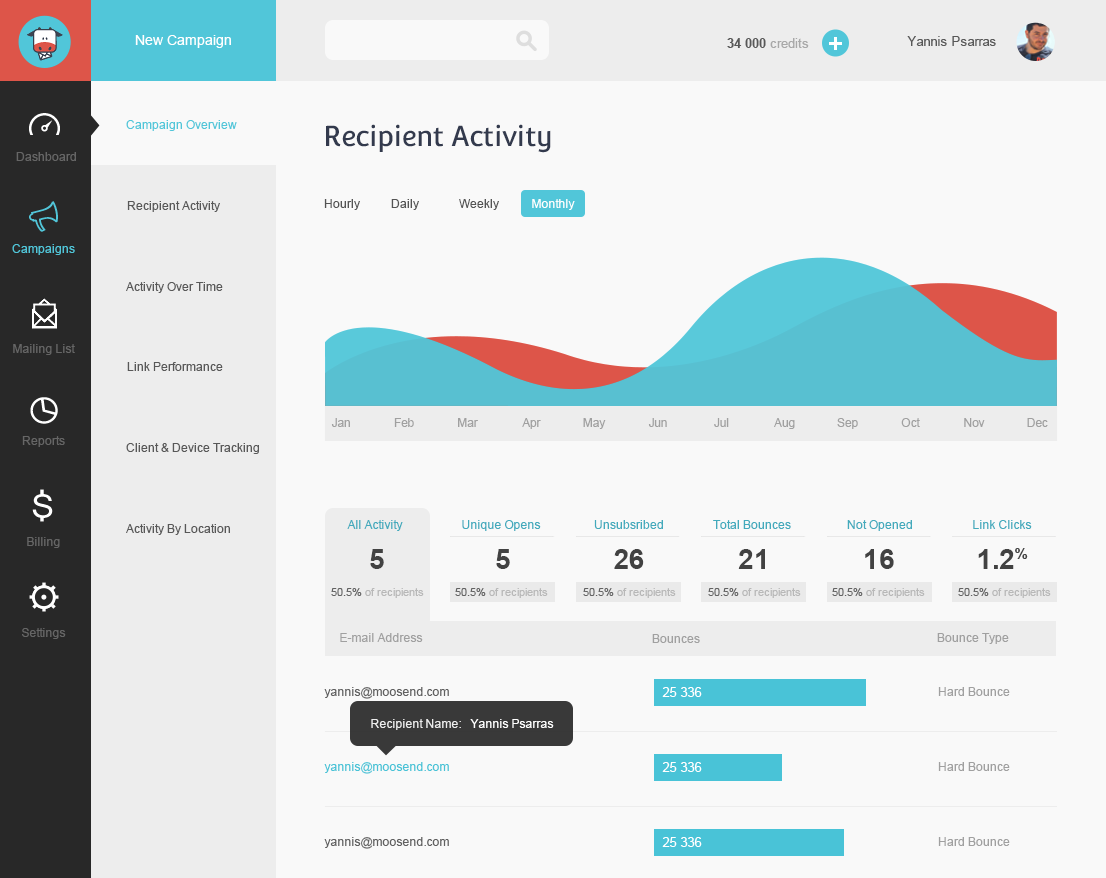 New Campaign
34 000 credits
Yannis Psarras
Dashboard
Campaigns
Mailing List
Reports
Billing
Settings
Campaign Overview
Recipient Activity
Activity Over Time
Link Performance
Client & Device Tracking
Activity By Location
Recipient Activity
Hourly Daily Weekly Monthly
Jan Feb Mar Apr May Jun Jul Aug Sep Oct Nov Dec
All Activity Unique Opens Unsubsribed Total Bounces Not Opened Link Clicks
5 5 26 21 16 1.2%
50.5% of recipients 50.5% of recipients 50.5% of recipients 50.5% of recipients 50.5% of recipients 50.5% of recipients
E-mail Address Bounces Bounce Type
yannis@moosend.com 25 336 Hard Bounce
Recipient Name: Yannis Psarras
yannis@moosend.com 25 336 Hard Bounce
yannis@moosend.com 25 336 Hard Bounce